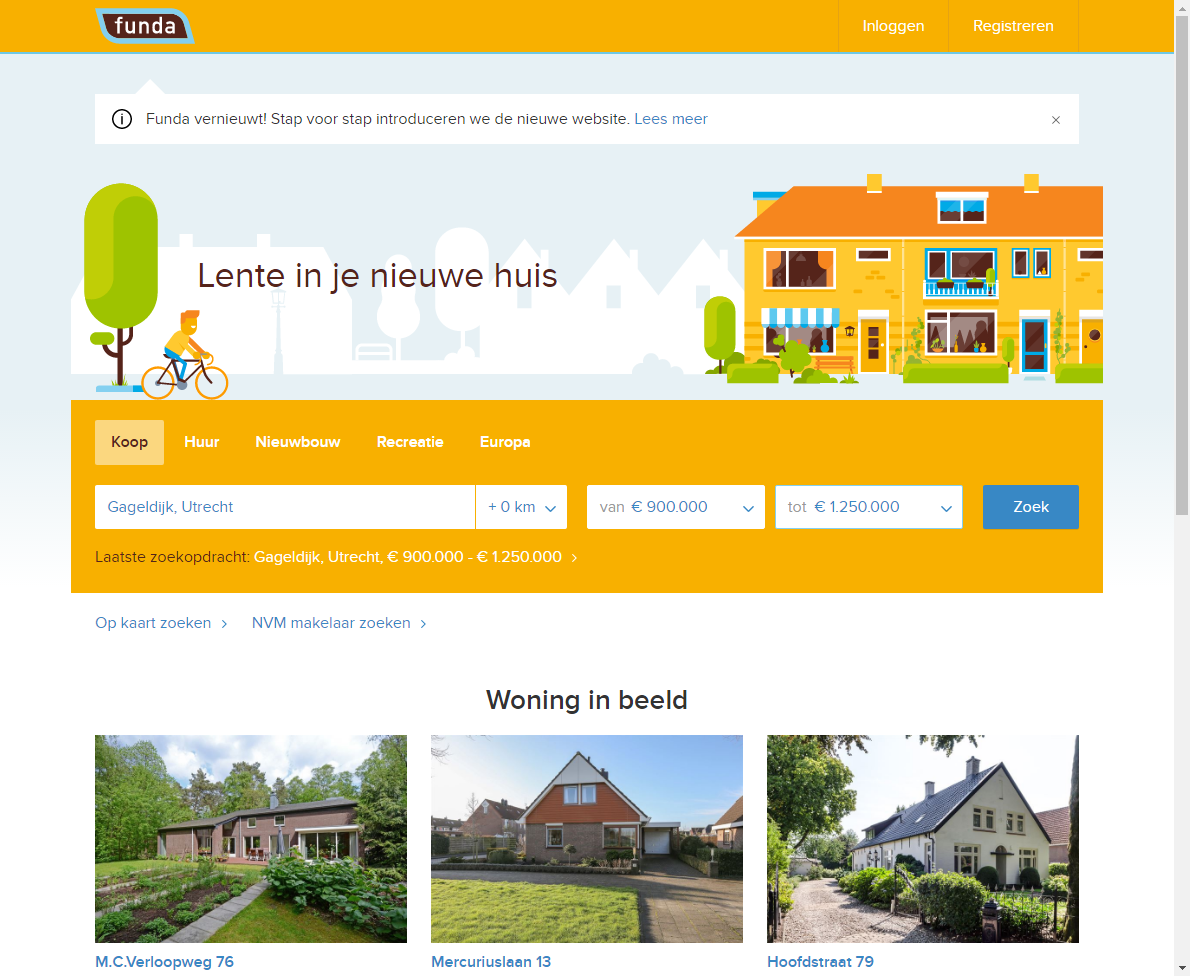 funda
Inloggen
Registreren
Funda vernieuwt! Stap voor stap introduceren we de nieuwe website. Lees meer
Lente in je nieuwe huis
Koop
Huur
Nieuwbouw
Recreatie
Europa
Gageldijk, Utrecht
+ 0 km
van € 900.000
tot € 1.250.000
Zoek
Laatste zoekopdracht: Gageldijk, Utrecht, € 900.000 - € 1.250.000
Op kaart zoeken
NVM makelaar zoeken
Woning in beeld
M.C.Verloopweg 76
Mercuriuslaan 13
Hoofdstraat 79